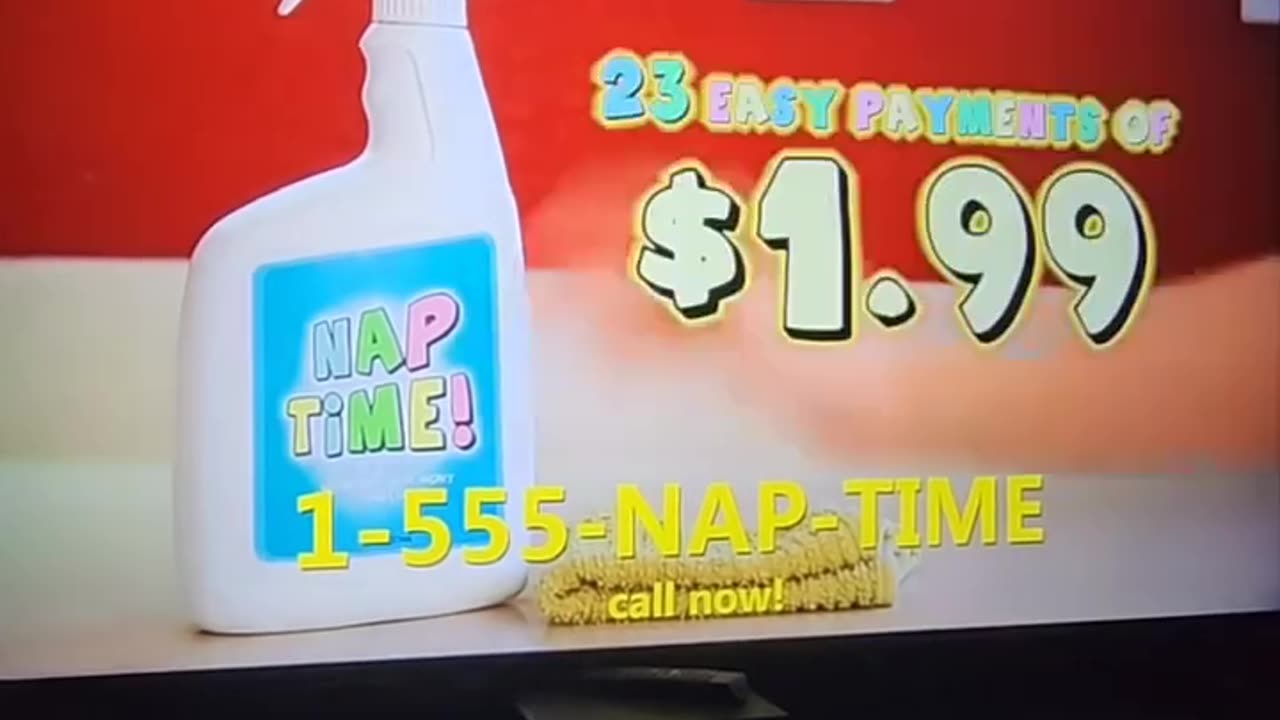 23 EASY PAYMENTS OF
$1.99
NAP
TiME!
1-555-NAP-TIME
call now!